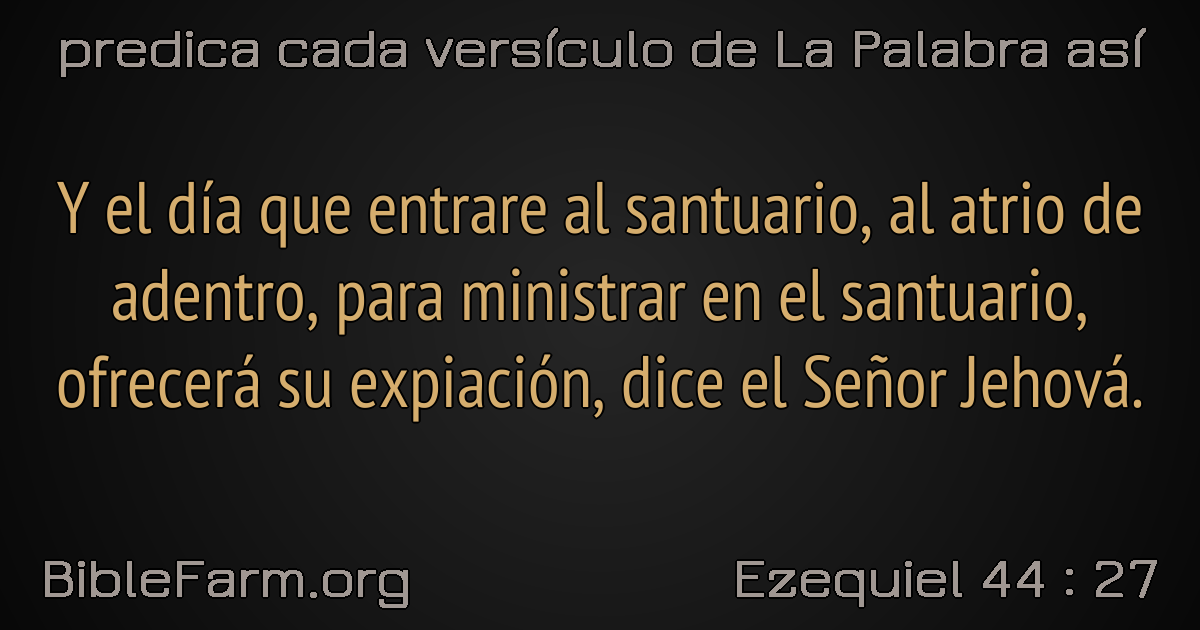 predica cada versículo de La Palabra así
Y el día que entrare al santuario, al atrio de
adentro, para ministrar en el santuario,
ofrecerá su expiación, dice el Señor Jehová.
BibleFarm.org
Ezequiel 44 : 27